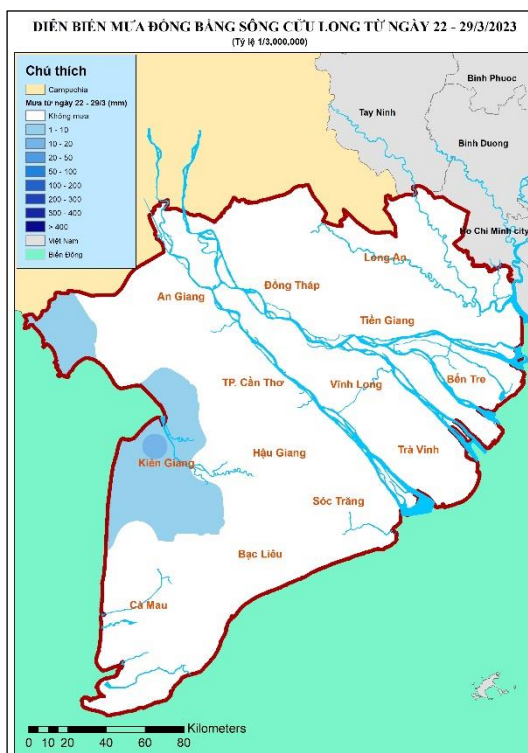 DIỄN BIẾN MƯA ĐỒNG BẰNG SÔNG CỬU LONG TỪ NGÀY 22 - 29/3/2023
(Tỷ lệ 1/3,000,000)
Chú thích
Campuchia
Mưa từ ngày 22 - 29/3 (mm)
Không mưa
1 - 10
10 - 20
20 - 50
50 - 100
100 - 200
200 - 300
300 - 400
> 400
Việt Nam
Biển Đông
Binh Phuoc
Tay Ninh
Binh Duong
Ho Chi Minh city
Long An
Đồng Tháp
An Giang
Tiền Giang
TP. Cần Thơ
Vĩnh Long
Bến Tre
Trà Vinh
Hậu Giang
Kiên Giang
Sóc Trăng
Bạc Liêu
Cà Mau
Kilometers
0 10 20 40 60 80